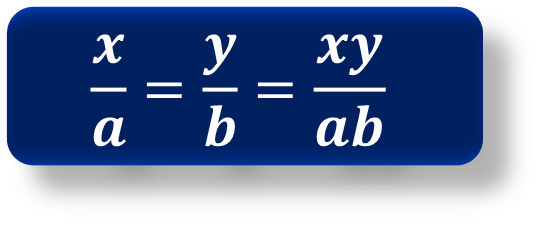 x/a = y/b = xy/ab